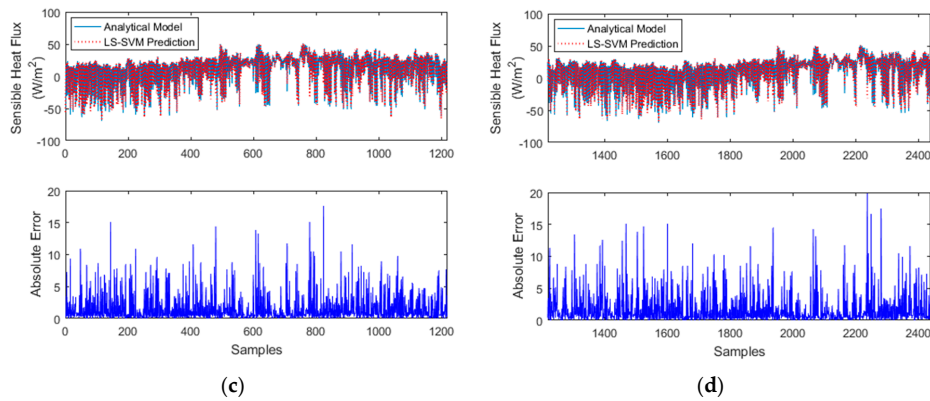 Analytical Model
LS-SVM Prediction
Sensible Heat Flux
(W/m²)
100
50
0
-50
-100
0 200 400 600 800 1000 1200
Absolute Error
20
15
10
5
0
0 200 400 600 800 1000 1200
Samples
(c)
Analytical Model
LS-SVM Prediction
Sensible Heat Flux
(W/m²)
100
50
0
-50
-100
1400 1600 1800 2000 2200 2400
Absolute Error
20
15
10
5
0
1400 1600 1800 2000 2200 2400
Samples
(d)